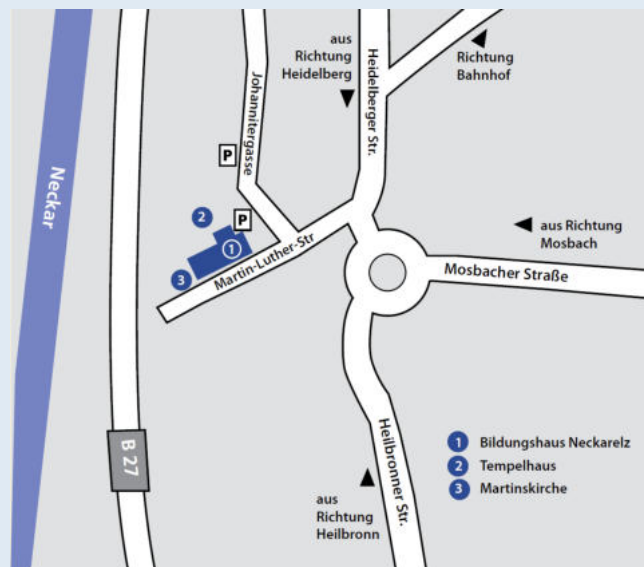 aus
Richtung
Heidelberg
Heidelberger Str.
Richtung
Bahnhof
Johannitergasse
Neckar
P
P
2
1
3
Martin-Luther-Str
aus Richtung
Mosbach
Mosbacher Straße
B 27
Heilbronner Str.
aus
Richtung
Heilbronn
1 Bildungshaus Neckarelz
2 Tempelhaus
3 Martinskirche